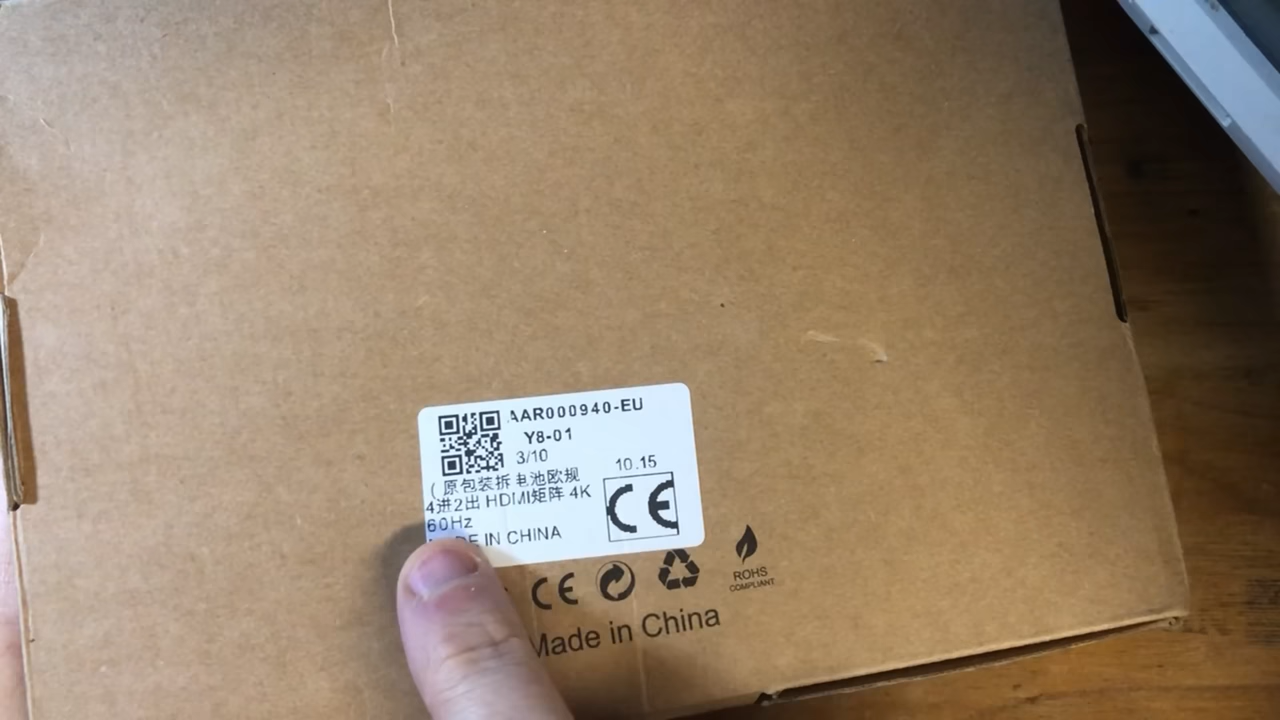 AAR000940-EU
Y8-01
3/10
10.15
(原包装拆电池欧规
4进2出 HDMI矩阵 4K
60Hz
CE
IN CHINA
CE
ROHS
COMPLIANT
Made in China